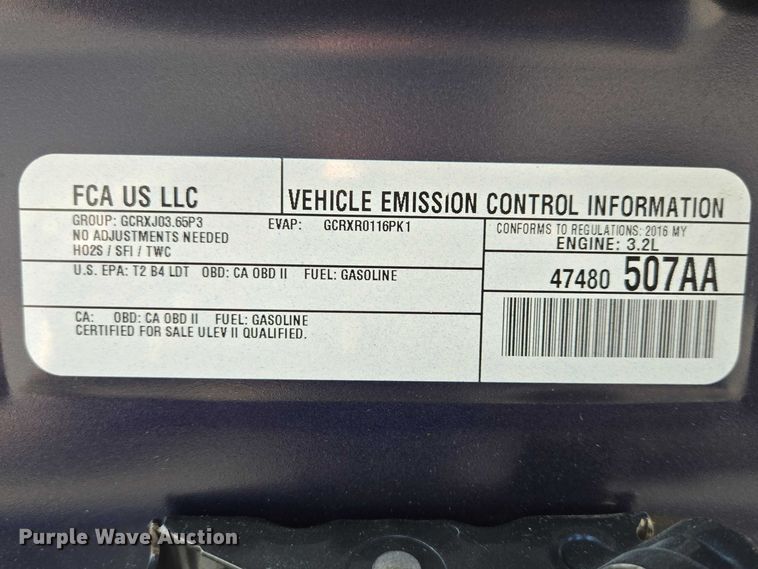 FCA US LLC
VEHICLE EMISSION CONTROL INFORMATION
GROUP: GCRXJ03.65P3 EVAP: GCRXR0116PK1
NO ADJUSTMENTS NEEDED
HO2S / SFI / TWC
CONFORMS TO REGULATIONS: 2016 MY
ENGINE: 3.2L
U.S. EPA: T2 B4 LDT OBD: CA OBD II FUEL: GASOLINE
47480 507AA
CA: OBD: CA OBD II FUEL: GASOLINE
CERTIFIED FOR SALE ULEV II QUALIFIED.
Purple Wave Auction